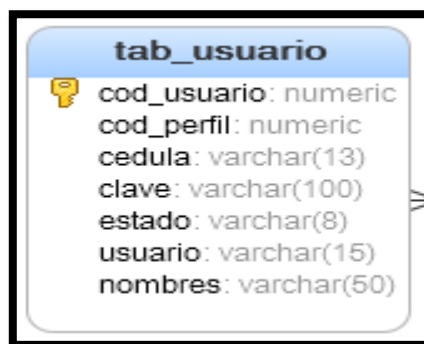 tab_usuario
cod_usuario: numeric
cod_perfil: numeric
cedula: varchar(13)
clave: varchar(100)
estado: varchar(8)
usuario: varchar(15)
nombres: varchar(50)